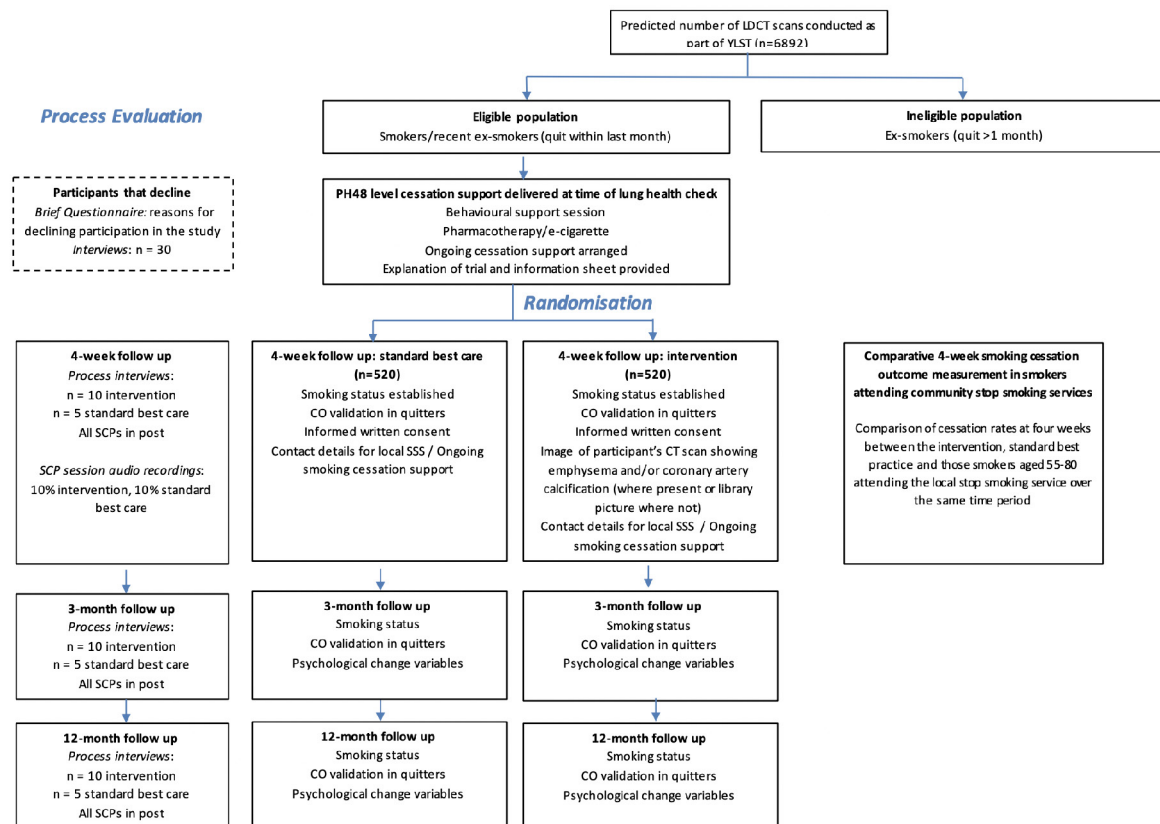 Predicted number of LDCT scans conducted as
part of YLST (n=6892)
Process Evaluation
Eligible population
Smokers/recent ex-smokers (quit within last month)
Ineligible population
Ex-smokers (quit >1 month)
Participants that decline
Brief Questionnaire: reasons for
declining participation in the study
Interviews: n = 30
PH48 level cessation support delivered at time of lung health check
Behavioural support session
Pharmacotherapy/e-cigarette
Ongoing cessation support arranged
Explanation of trial and information sheet provided
Randomisation
4-week follow up
Process interviews:
n = 10 intervention
n = 5 standard best care
All SCPs in post
SCP session audio recordings:
10% intervention, 10% standard
best care
4-week follow up: standard best care
(n=520)
Smoking status established
CO validation in quitters
Informed written consent
Contact details for local SSS / Ongoing
smoking cessation support
4-week follow up: intervention
(n=520)
Smoking status established
CO validation in quitters
Informed written consent
Image of participant's CT scan showing
emphysema and/or coronary artery
calcification (where present or library
picture where not)
Contact details for local SSS / Ongoing
smoking cessation support
Comparative 4-week smoking cessation
outcome measurement in smokers
attending community stop smoking services
Comparison of cessation rates at four weeks
between the intervention, standard best
practice and those smokers aged 55-80
attending the local stop smoking service over
the same time period
3-month follow up
Process interviews:
n = 10 intervention
n = 5 standard best care
All SCPs in post
3-month follow up
Smoking status
CO validation in quitters
Psychological change variables
3-month follow up
Smoking status
CO validation in quitters
Psychological change variables
12-month follow up
Process interviews:
n = 10 intervention
n = 5 standard best care
All SCPs in post
12-month follow up
Smoking status
CO validation in quitters
Psychological change variables
12-month follow up
Smoking status
CO validation in quitters
Psychological change variables